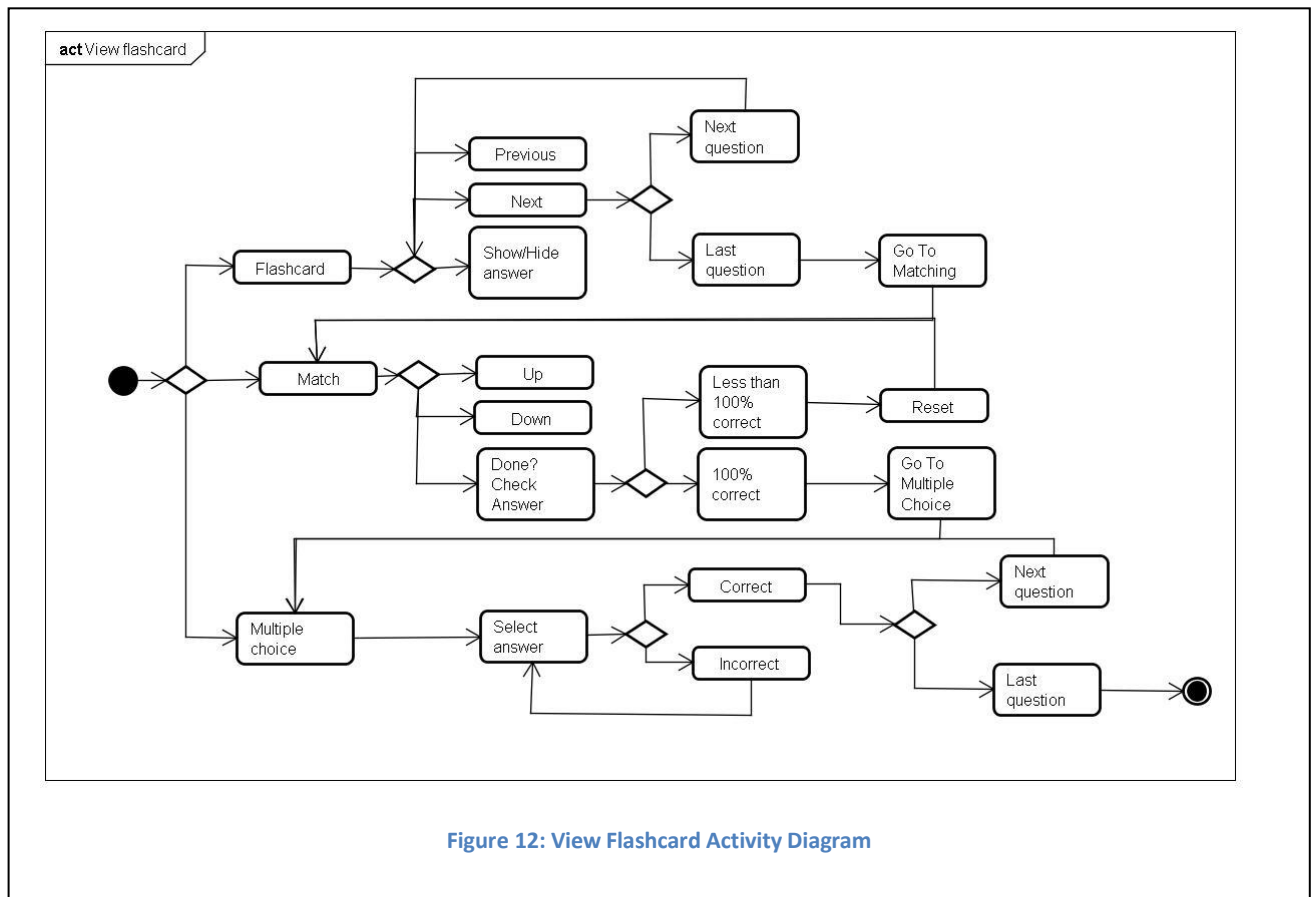 act View flashcard
Next
question
Previous
Next
Show/Hide
answer
Last
question
Go To
Matching
Flashcard
Match
Up
Down
Done?
Check
Answer
Less than
100%
correct
Reset
100%
correct
Go To
Multiple
Choice
Multiple
choice
Select
answer
Correct
Incorrect
Next
question
Last
question
Figure 12: View Flashcard Activity Diagram